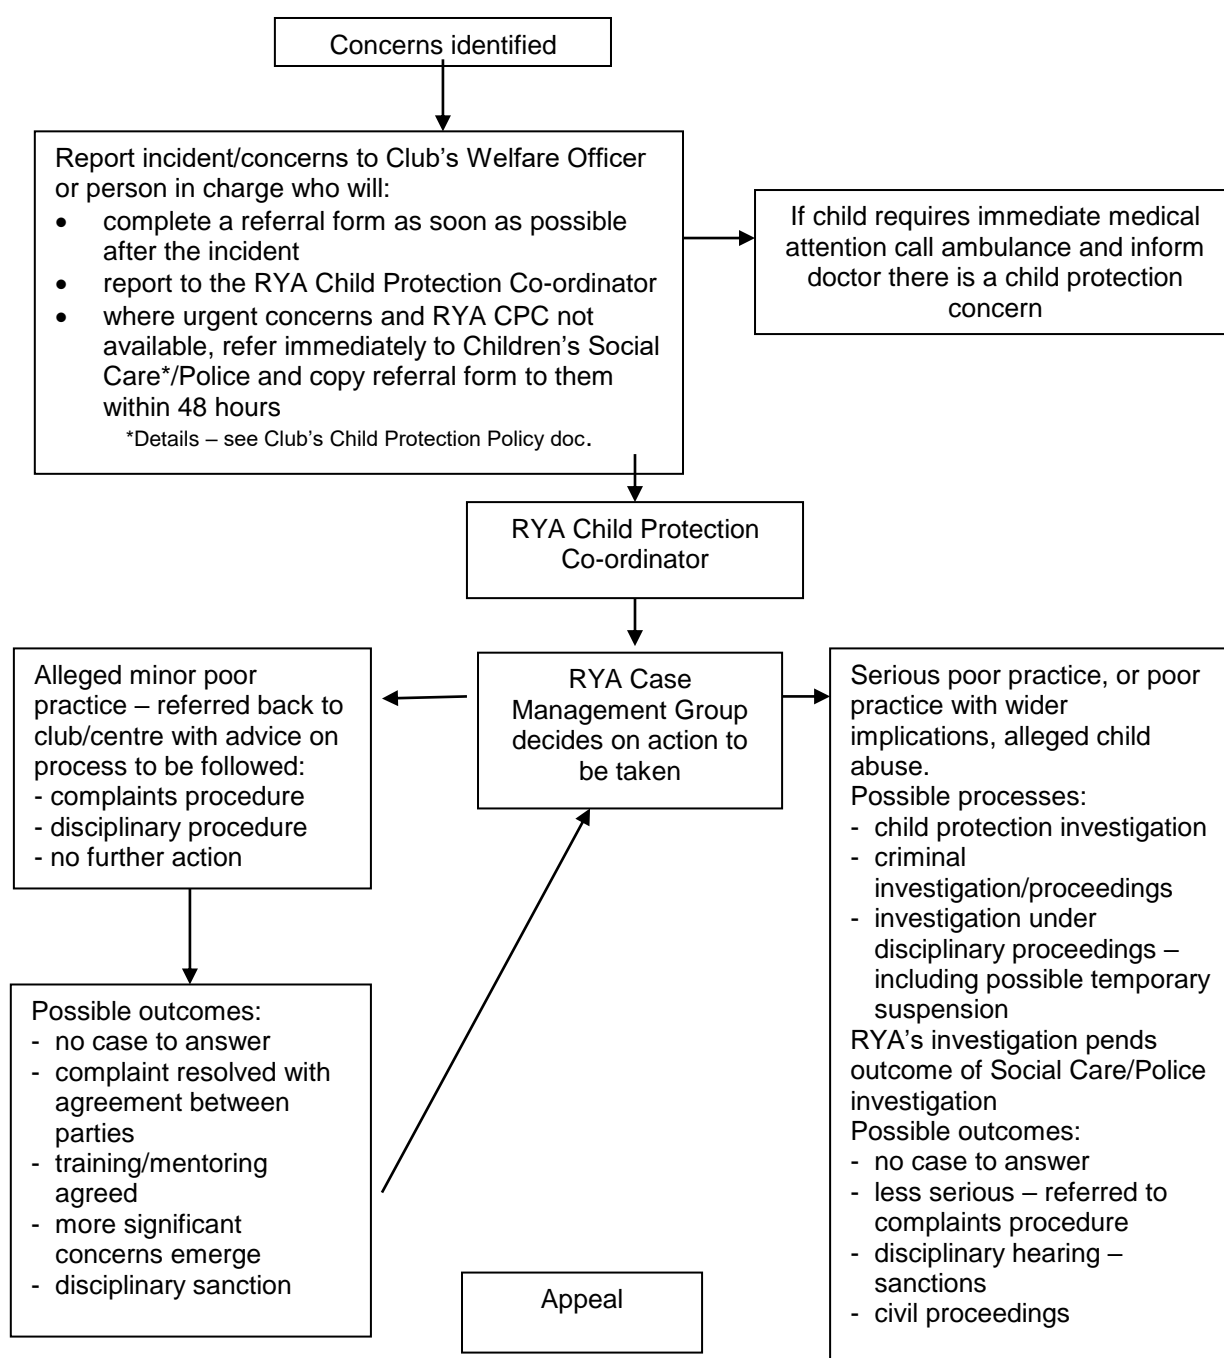 Concerns identified
Report incident/concerns to Club’s Welfare Officer
or person in charge who will:
• complete a referral form as soon as possible
after the incident
• report to the RYA Child Protection Co-ordinator
• where urgent concerns and RYA CPC not
available, refer immediately to Children’s Social
Care*/Police and copy referral form to them
within 48 hours
*Details – see Club’s Child Protection Policy doc.
If child requires immediate medical
attention call ambulance and inform
doctor there is a child protection
concern
RYA Child Protection
Co-ordinator
Alleged minor poor
practice – referred back to
club/centre with advice on
process to be followed:
- complaints procedure
- disciplinary procedure
- no further action
RYA Case
Management Group
decides on action to
be taken
Serious poor practice, or poor
practice with wider
implications, alleged child
abuse.
Possible processes:
- child protection investigation
- criminal
investigation/proceedings
- investigation under
disciplinary proceedings –
including possible temporary
suspension
RYA’s investigation pends
outcome of Social Care/Police
investigation
Possible outcomes:
- no case to answer
- less serious – referred to
complaints procedure
- disciplinary hearing –
sanctions
- civil proceedings
Possible outcomes:
- no case to answer
- complaint resolved with
agreement between
parties
- training/mentoring
agreed
- more significant
concerns emerge
- disciplinary sanction
Appeal